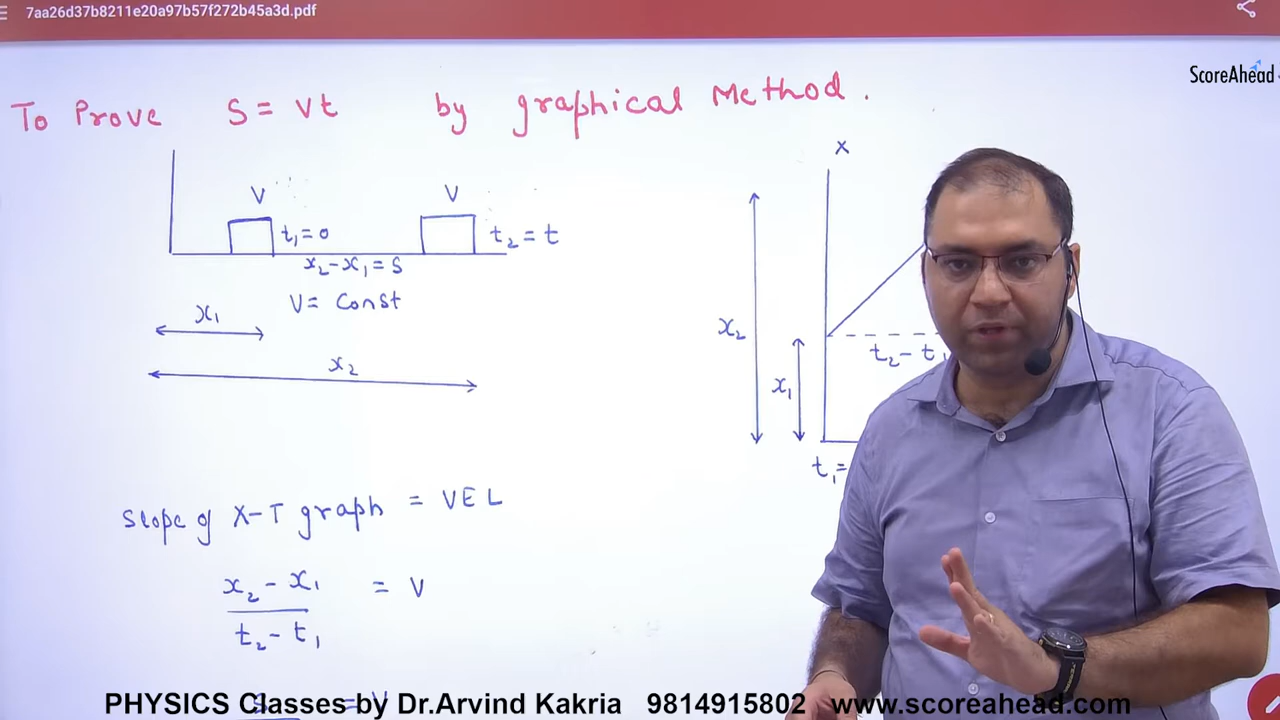 7aa26d37b8211e20a97b57f272b45a3d.pdf
ScoreAhead
To Prove S = Vt by graphical Method.
V V
t₁=0 t₂=t
x₂-x₁=S
V= Const
x₁
x₂
x
x₂
t₂-t₁
x₁
t₁=
Slope of X-T graph = VEL
x₂-x₁ = V
t₂-t₁
S = V
PHYSICS Classes by Dr.Arvind Kakria 9814915802 www.scoreahead.com